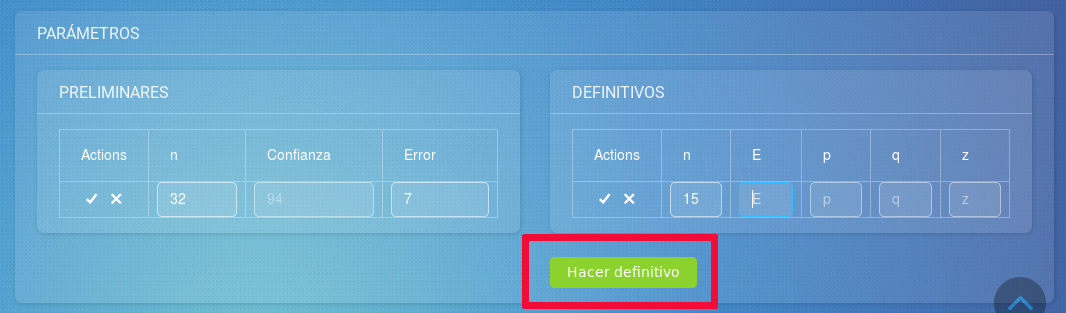 PARÁMETROS
PRELIMINARES
Actions n Confianza Error
32 94 7
DEFINITIVOS
Actions n E p q z
15 E p q z
Hacer definitivo